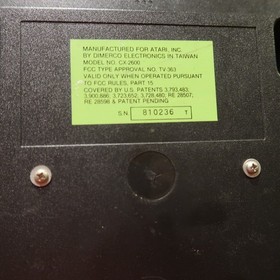 MANUFACTURED FOR ATARI, INC.
BY DIMERCO ELECTRONICS IN TAIWAN
MODEL NO. CX-2600
FCC TYPE APPROVAL NO. TV-383
VALID ONLY WHEN OPERATED PURSUANT
TO FCC RULES, PART 15
COVERED BY U.S. PATENTS 3,793,483;
3,900,886; 3,723,652; 3,728,480; RE 28507,
RE 28598 & PATENT PENDING
S.N. 810236 T